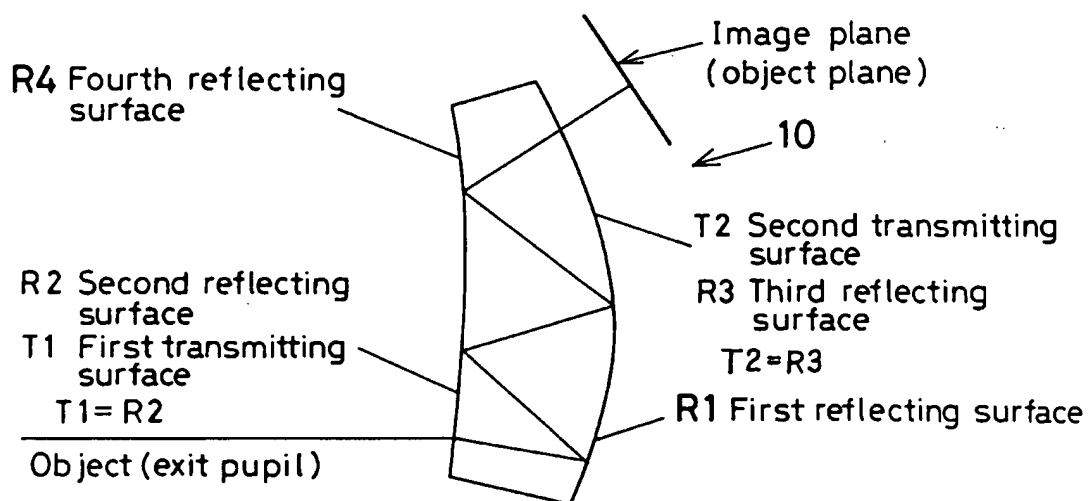 R4 Fourth reflecting
surface
Image plane
(object plane)
10
T2 Second transmitting
surface
R3 Third reflecting
surface
T2=R3
R2 Second reflecting
surface
T1 First transmitting
surface
T1= R2
R1 First reflecting surface
Object (exit pupil)